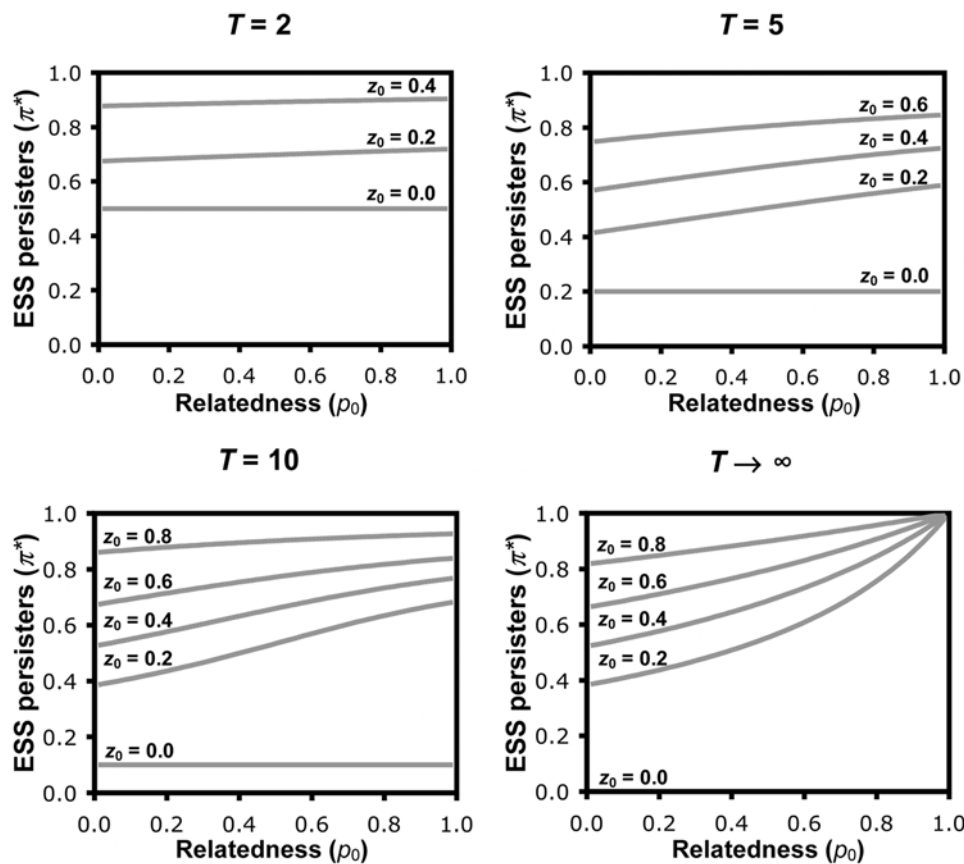 T = 2
ESS persisters (π*)
1.0
0.8
0.6
0.4
0.2
0.0
z₀ = 0.4
z₀ = 0.2
z₀ = 0.0
0.0 0.2 0.4 0.6 0.8 1.0
Relatedness (p₀)
T = 5
ESS persisters (π*)
1.0
0.8
0.6
0.4
0.2
0.0
z₀ = 0.6
z₀ = 0.4
z₀ = 0.2
z₀ = 0.0
0.0 0.2 0.4 0.6 0.8 1.0
Relatedness (p₀)
T = 10
ESS persisters (π*)
1.0
0.8
0.6
0.4
0.2
0.0
z₀ = 0.8
z₀ = 0.6
z₀ = 0.4
z₀ = 0.2
z₀ = 0.0
0.0 0.2 0.4 0.6 0.8 1.0
Relatedness (p₀)
T → ∞
ESS persisters (π*)
1.0
0.8
0.6
0.4
0.2
0.0
z₀ = 0.8
z₀ = 0.6
z₀ = 0.4
z₀ = 0.2
z₀ = 0.0
0.0 0.2 0.4 0.6 0.8 1.0
Relatedness (p₀)